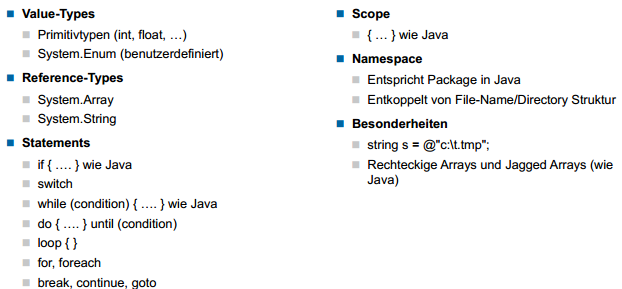 Value-Types
Primitivtypen (int, float, …)
System.Enum (benutzerdefiniert)
Reference-Types
System.Array
System.String
Statements
if { …. } wie Java
switch
while (condition) { …. } wie Java
do { …. } until (condition)
loop { }
for, foreach
break, continue, goto
Scope
{ … } wie Java
Namespace
Entspricht Package in Java
Entkoppelt von File-Name/Directory Struktur
Besonderheiten
string s = @"c:\t.tmp";
Rechteckige Arrays und Jagged Arrays (wie
Java)